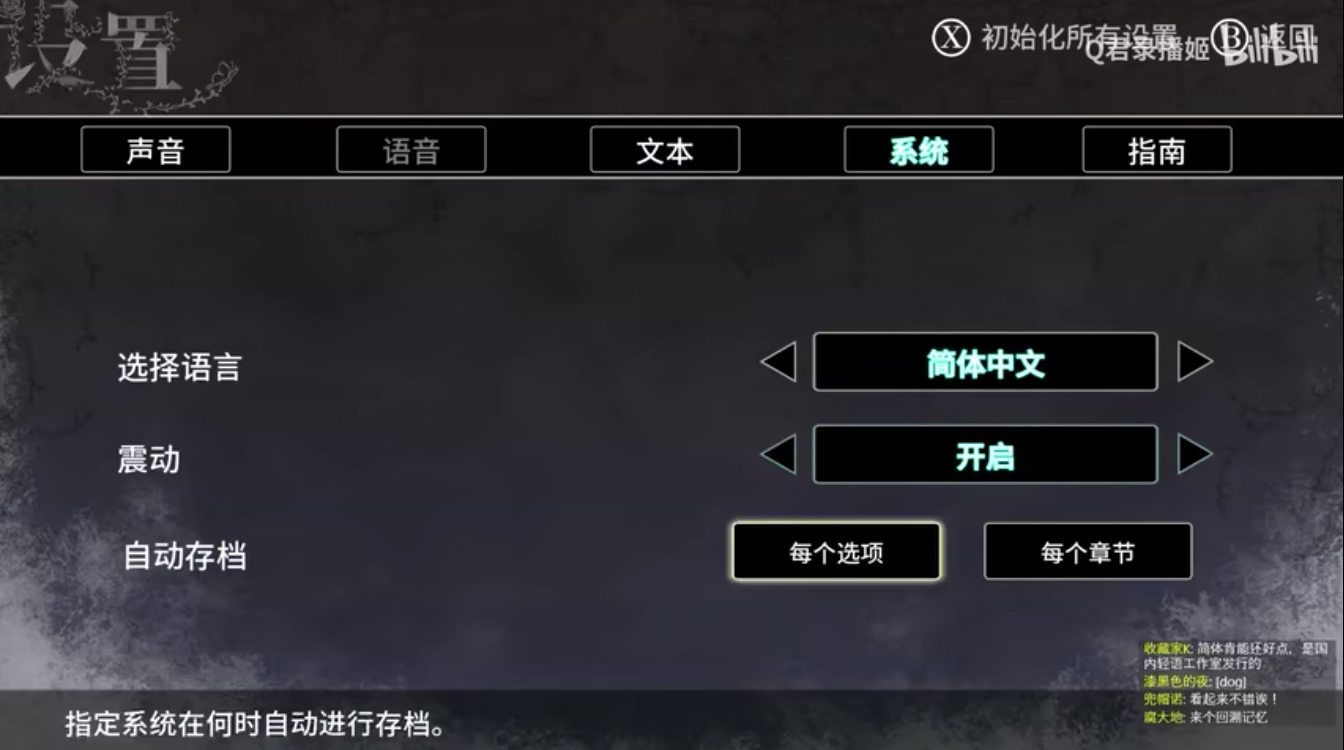 设置
X 初始化所有设置 B 返回
Q君录播姬 bilibili
声音 语音 文本 系统 指南
选择语言 简体中文
震动 开启
自动存档 每个选项 每个章节
收藏家K: 简体肯能还好点，是国
内轻语工作室发行的
漆黑色的夜: [dog]
兜帽诺: 看起来不错诶！
腐大地: 来个回溯记忆
指定系统在何时自动进行存档。